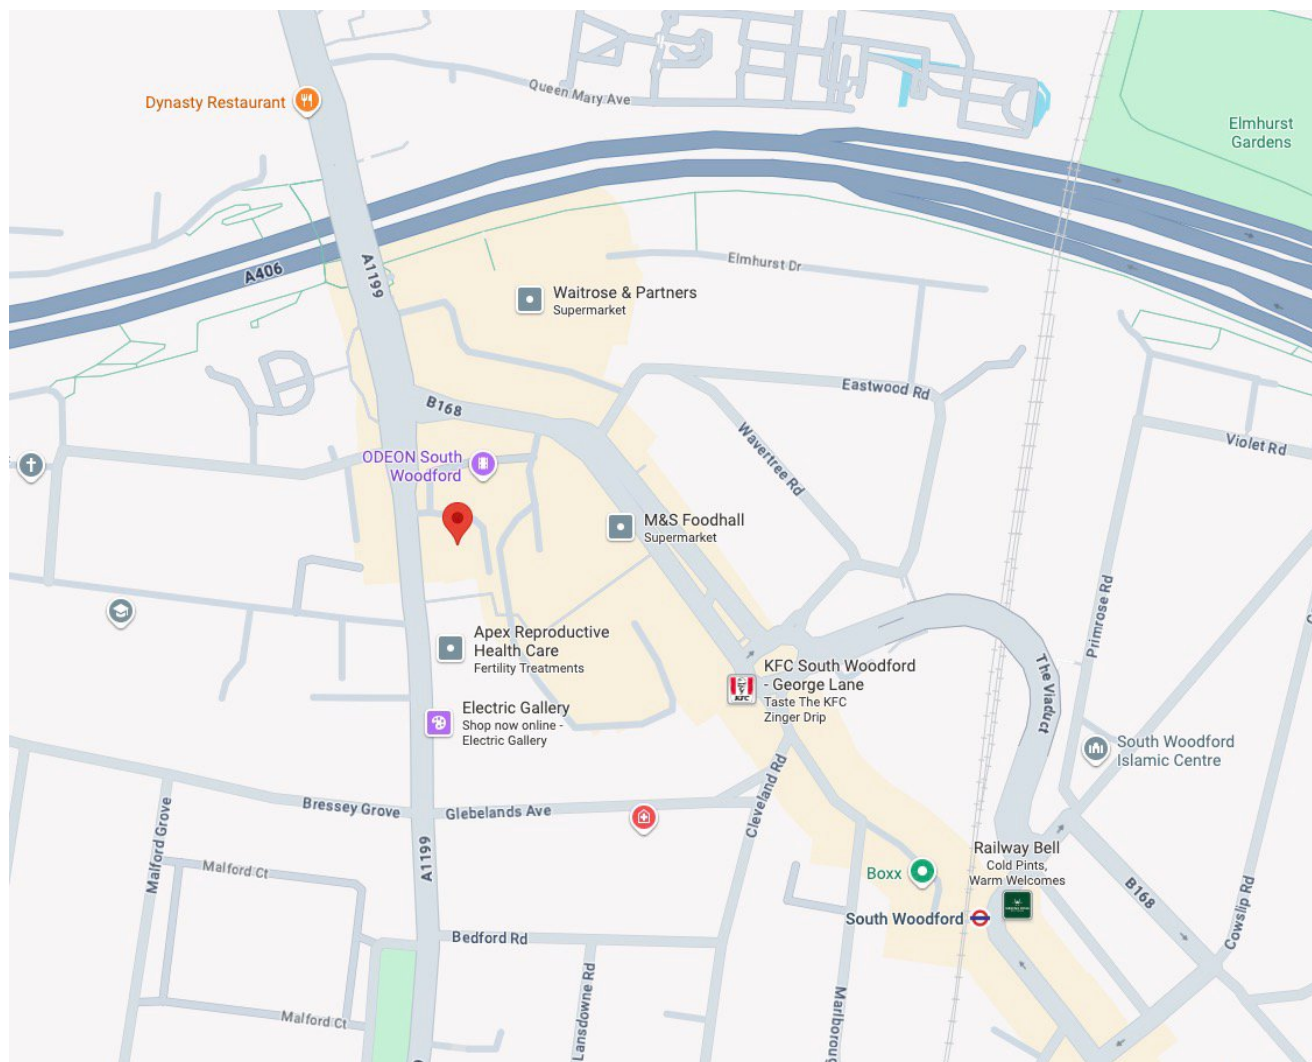 Queen Mary Ave
Dynasty Restaurant
Elmhurst
Gardens
A406
A1199
Elmhurst Dr
Waitrose & Partners
Supermarket
B168
Eastwood Rd
Wavertree Rd
Violet Rd
ODEON South
Woodford
M&S Foodhall
Supermarket
Primrose Rd
Apex Reproductive
Health Care
Fertility Treatments
KFC South Woodford
- George Lane
Taste The KFC
Zinger Drip
KFC
The Viaduct
Electric Gallery
Shop now online -
Electric Gallery
South Woodford
Islamic Centre
Bressey Grove
Glebelands Ave
Cleveland Rd
Malford Grove
A1199
Malford Ct
Railway Bell
Cold Pints,
Warm Welcomes
Boxx
South Woodford
B168
Cowslip Rd
Bedford Rd
Lansdowne Rd
Marlboroug
Malford Ct